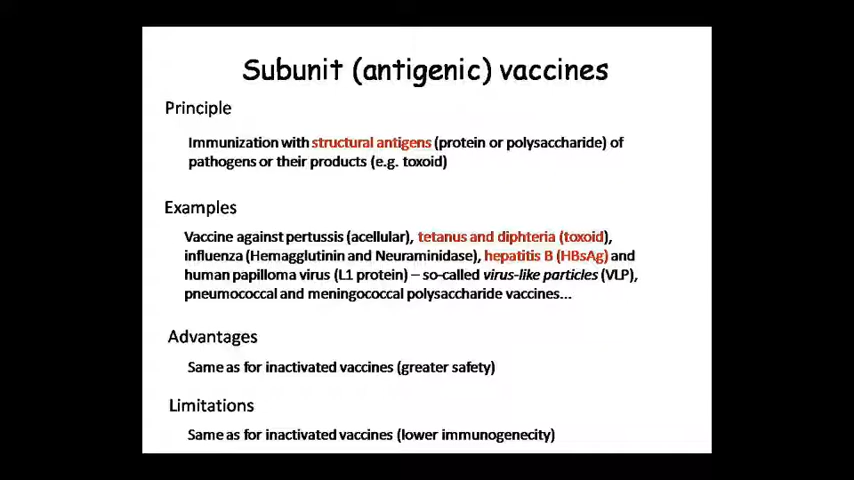 Subunit (antigenic) vaccines
Principle
Immunization with structural antigens (protein or polysaccharide) of
pathogens or their products (e.g. toxoid)
Examples
Vaccine against pertussis (acellular), tetanus and diphteria (toxoid),
influenza (Hemagglutinin and Neuraminidase), hepatitis B (HBsAg) and
human papilloma virus (L1 protein) – so-called virus-like particles (VLP),
pneumococcal and meningococcal polysaccharide vaccines...
Advantages
Same as for inactivated vaccines (greater safety)
Limitations
Same as for inactivated vaccines (lower immunogenecity)